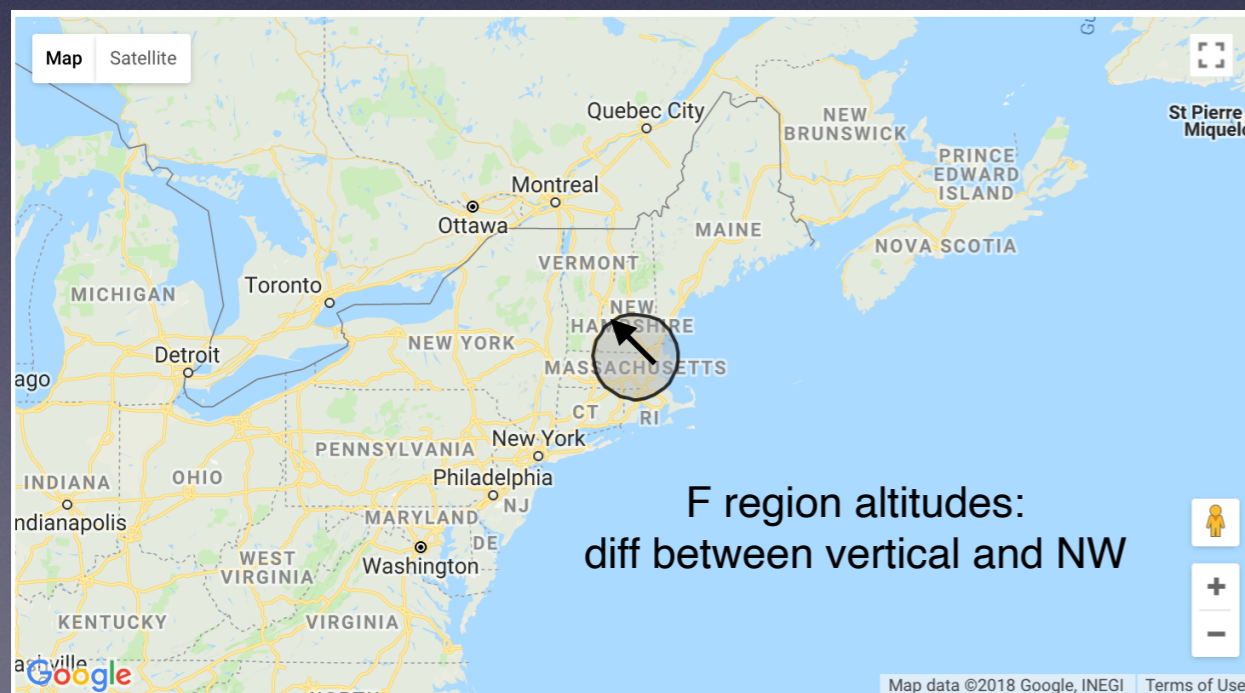 Map Satellite
Quebec City
NEW
BRUNSWICK
St Pierre
Miquelo
PRINCE
EDWARD
ISLAND
Montreal
Ottawa
MAINE
NOVA SCOTIA
VERMONT
Toronto
MICHIGAN
NEW
HAMPSHIRE
NEW YORK
Detroit
MASSACHUSETTS
ago
CT
RI
New York
PENNSYLVANIA
Philadelphia
OHIO
INDIANA
NJ
F region altitudes:
ndianapolis
MARYLAND
DE
diff between vertical and NW
WEST
VIRGINIA
Washington
KENTUCKY
VIRGINIA
ashville
Google
NORTH
Map data ©2018 Google, INEGI Terms of Use